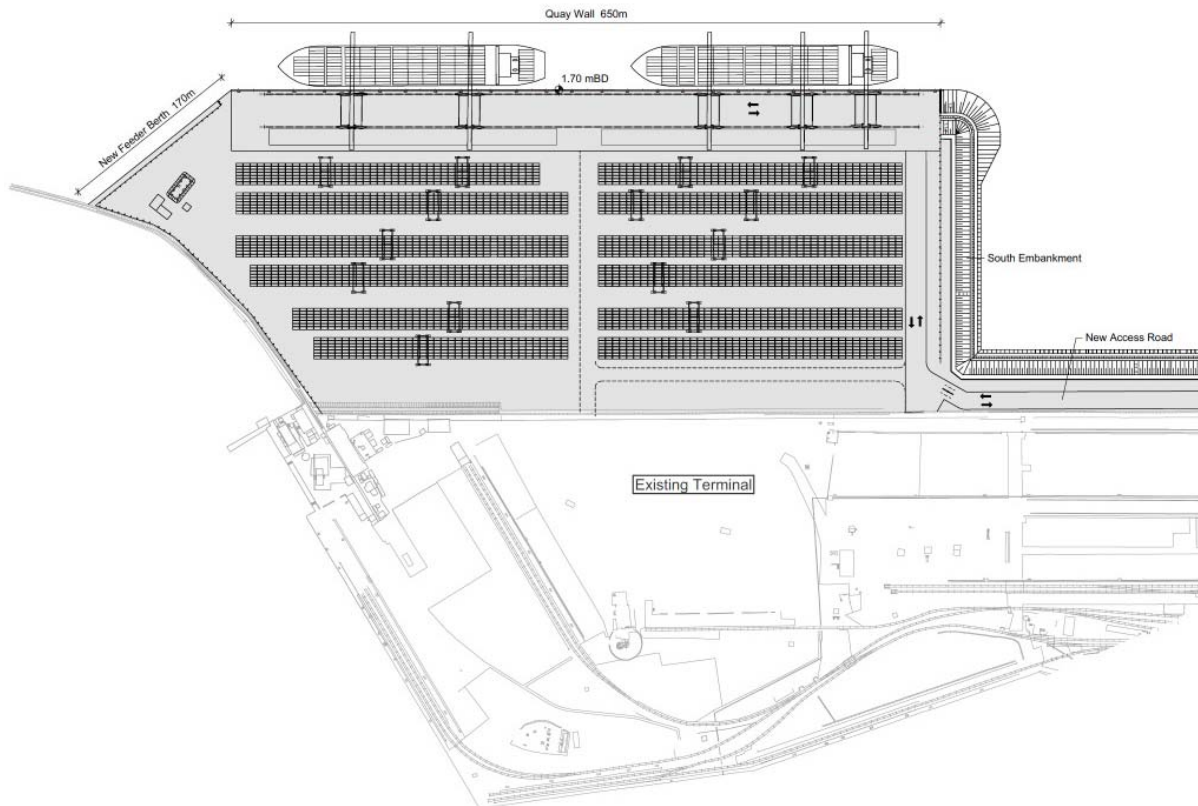 Quay Wall 650m
1.70 mBD
New Feeder Berth 170m
South Embankment
New Access Road
Existing Terminal